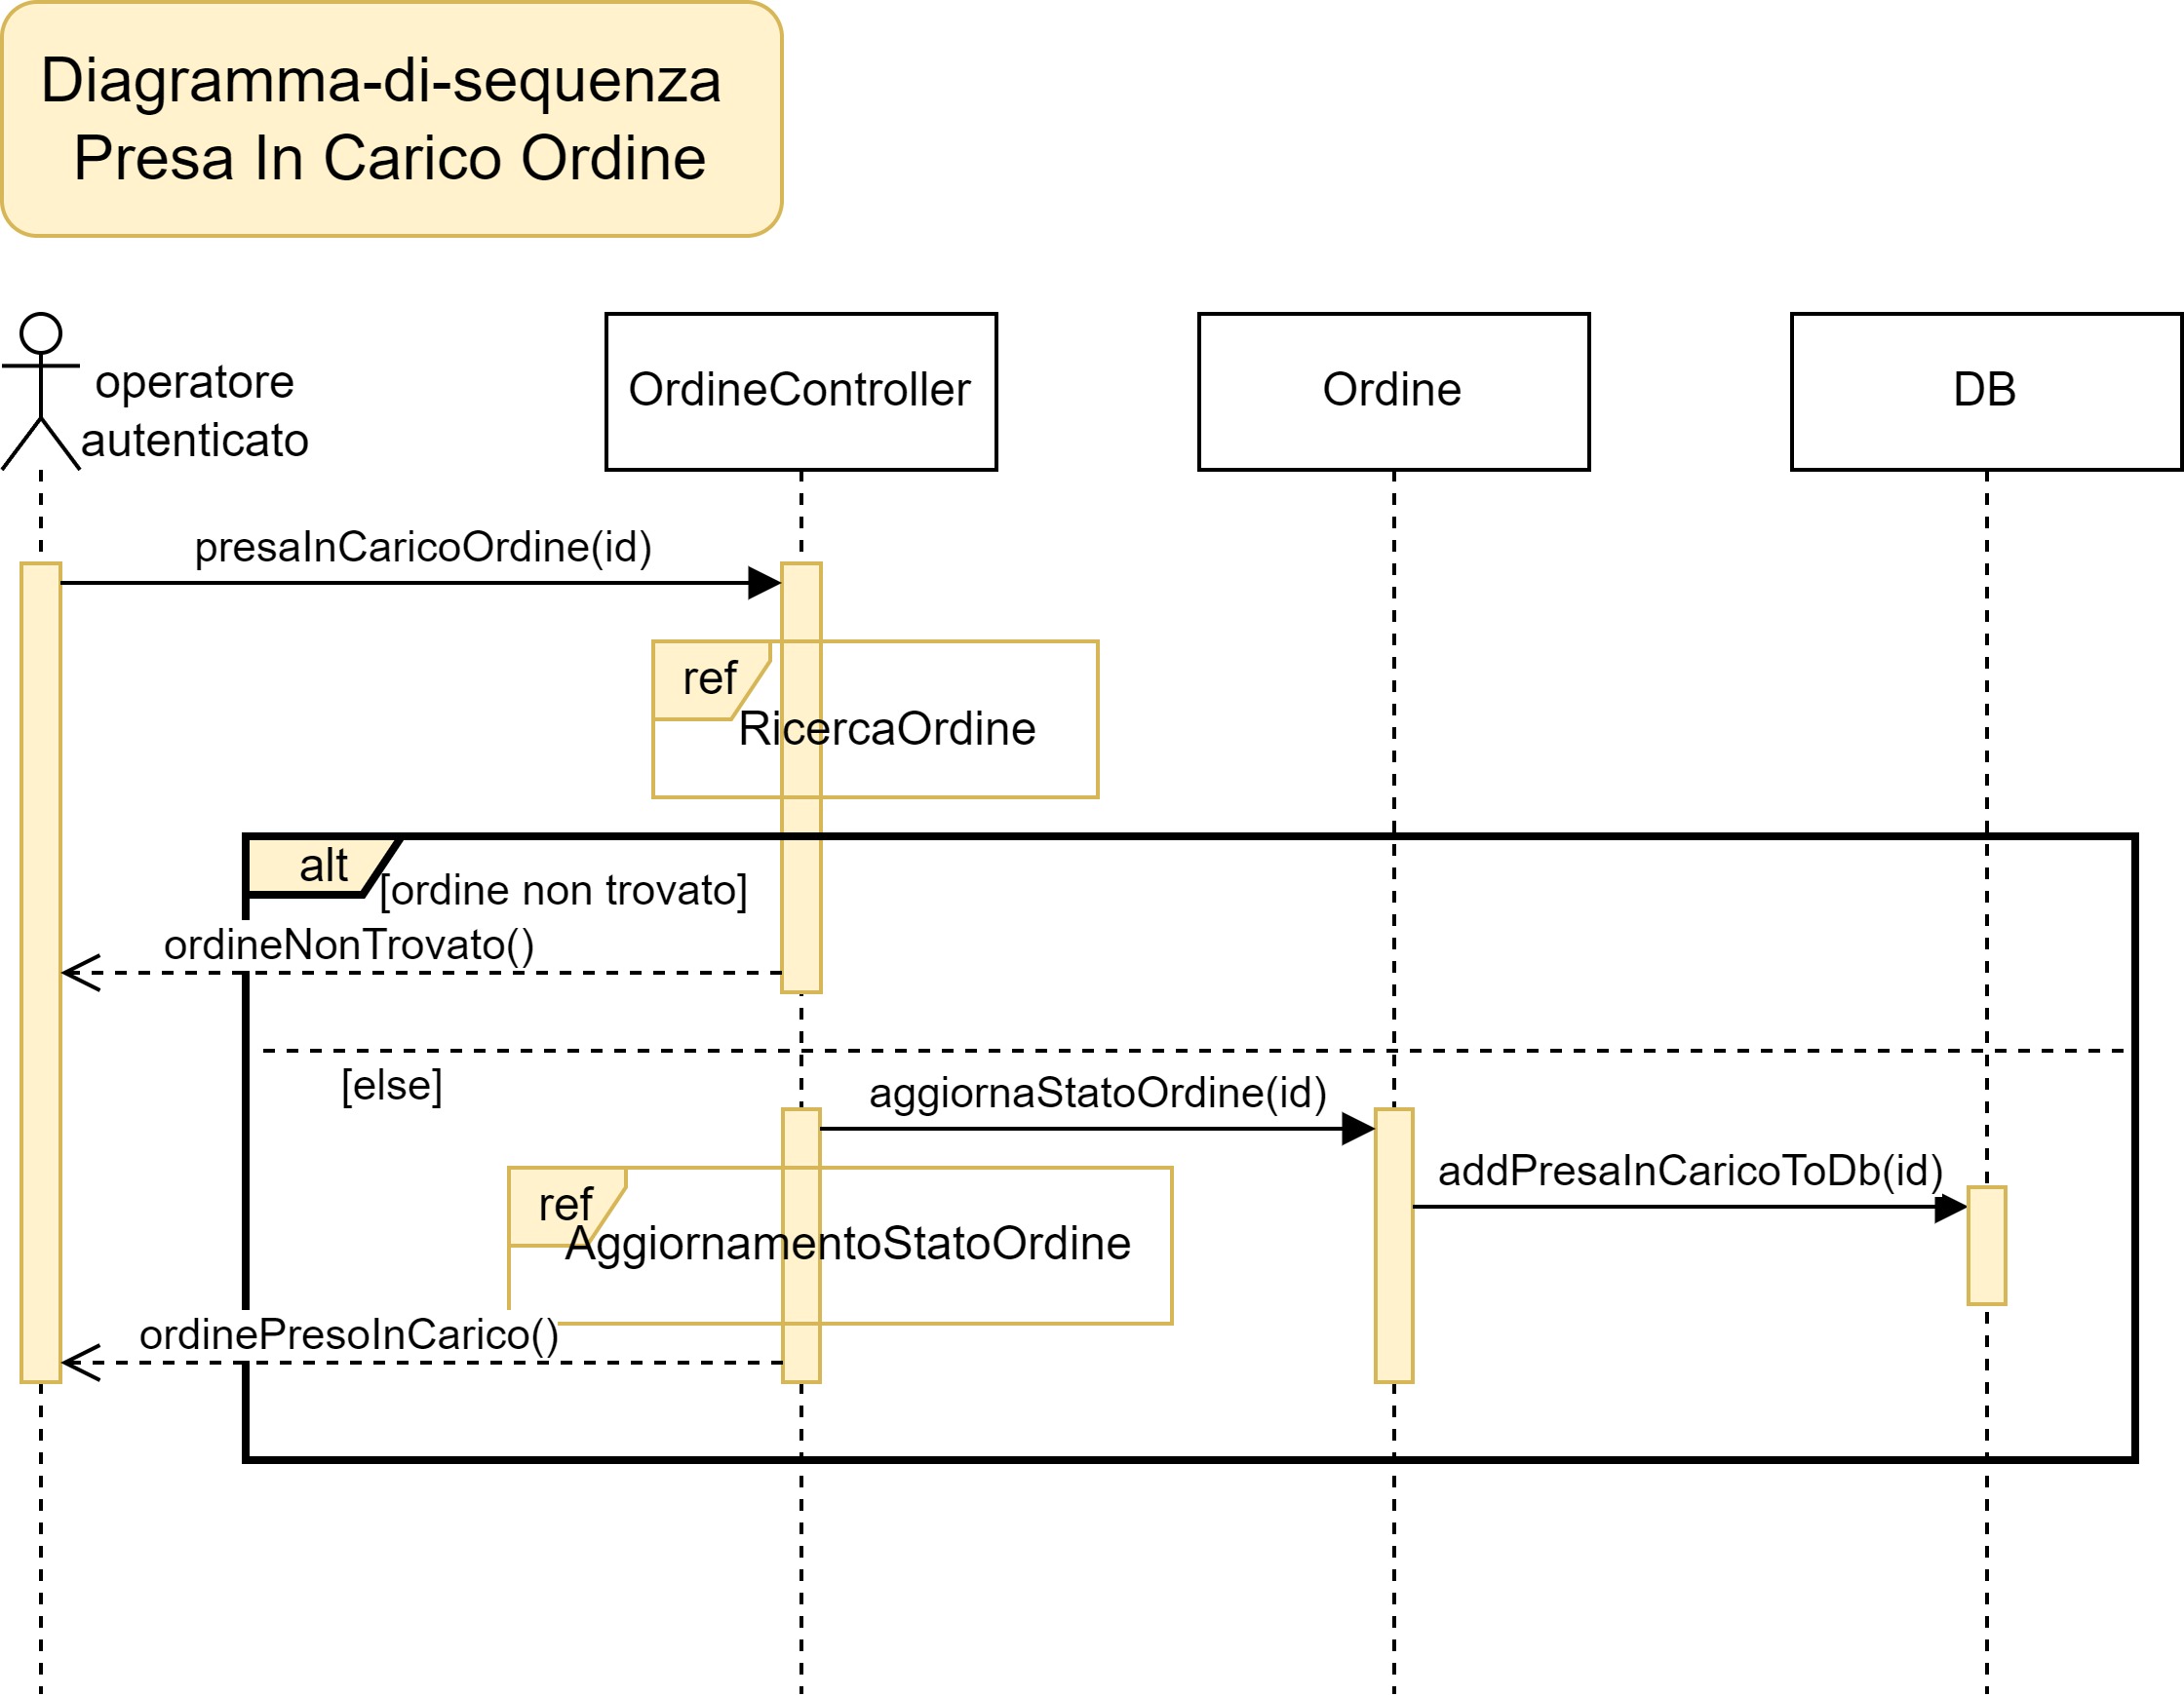 Diagramma-di-sequenza
Presa In Carico Ordine
operatore
autenticato
OrdineController
Ordine
DB
presaInCaricoOrdine(id)
ref
RicercaOrdine
alt
[ordine non trovato]
ordineNonTrovato()
[else]
aggiornaStatoOrdine(id)
addPresaInCaricoToDb(id)
ref
AggiornamentoStatoOrdine
ordinePresoInCarico()